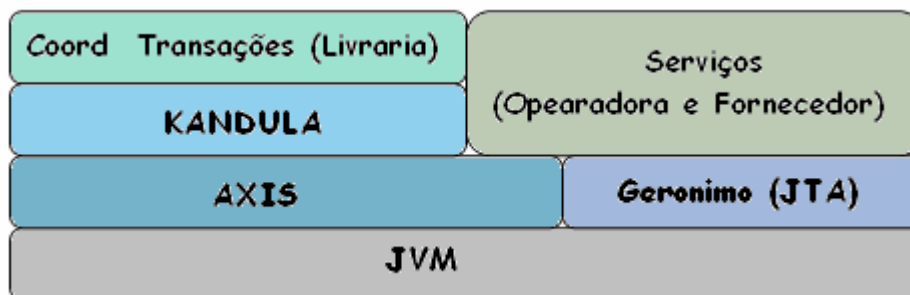 Coord Transações (Livraria)
Serviços
(Opearadora e Fornecedor)
KANDULA
AXIS
Geronimo (JTA)
JVM